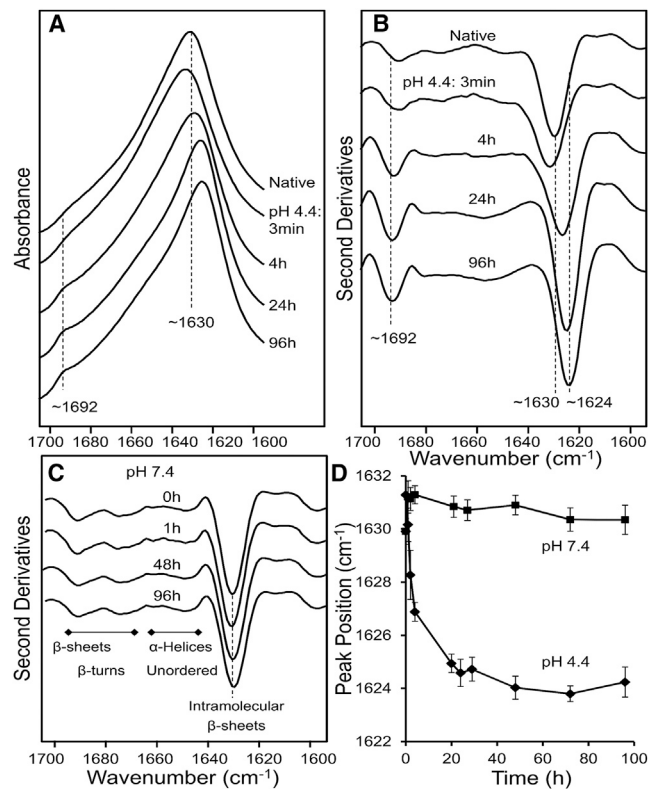 A
Absorbance
Native
pH 4.4:
3min
4h
24h
96h
~1630
~1692
1700 1680 1660 1640 1620 1600
B
Second Derivatives
Native
pH 4.4: 3min
4h
24h
96h
~1692
~1630 ~1624
1700 1680 1660 1640 1620 1600
Wavenumber (cm-1)
C
pH 7.4
Second Derivatives
0h
1h
48h
96h
β-sheets
β-turns
α-Helices
Unordered
Intramolecular
β-sheets
1700 1680 1660 1640 1620 1600
Wavenumber (cm-1)
D
Peak Position (cm-1)
1632
1630
1628
1626
1624
1622
pH 7.4
pH 4.4
0 20 40 60 80 100
Time (h)